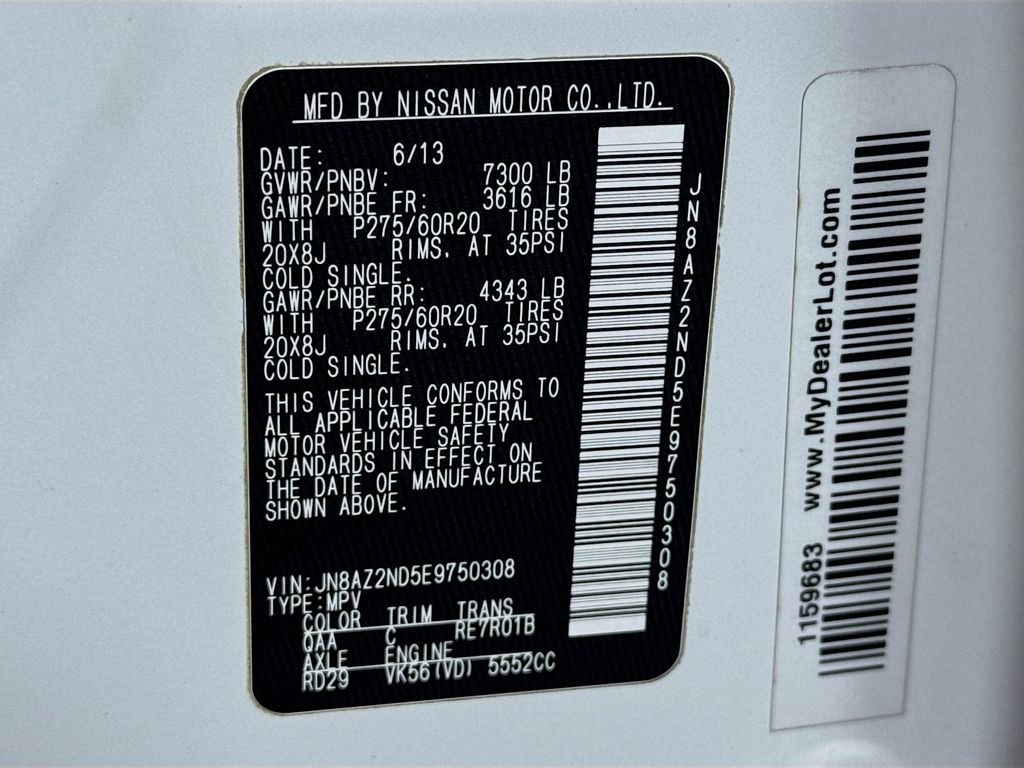 MFD BY NISSAN MOTOR CO.,LTD.
DATE: 6/13
GVWR/PNBV: 7300 LB
GAWR/PNBE FR: 3616 LB
WITH P275/60R20 TIRES
20X8J RIMS. AT 35PSI
COLD SINGLE.
GAWR/PNBE RR: 4343 LB
WITH P275/60R20 TIRES
20X8J RIMS. AT 35PSI
COLD SINGLE.
THIS VEHICLE CONFORMS TO
ALL APPLICABLE FEDERAL
MOTOR VEHICLE SAFETY
STANDARDS IN EFFECT ON
THE DATE OF MANUFACTURE
SHOWN ABOVE.
VIN:JN8AZ2ND5E9750308
TYPE:MPV
COLOR TRIM TRANS
QAA C RE7R01B
AXLE ENGINE
RD29 VK56(VD) 5552CC
JN8AZ2ND5E9750308
1159683 www.MyDealerLot.com